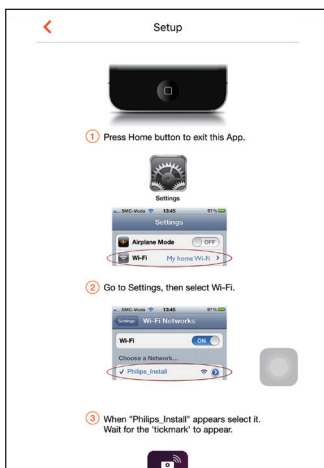 Setup
1 Press Home button to exit this App.
Settings
SMC-Voda 13:45 97%
Settings
Airplane Mode OFF
Wi-Fi My home Wi-Fi
2 Go to Settings, then select Wi-Fi.
SMC-Voda 13:45 97%
Settings Wi-Fi Networks
Wi-Fi ON
Choose a Network...
Philips_Install
3 When "Philips_Install" appears select it.
Wait for the 'tickmark' to appear.